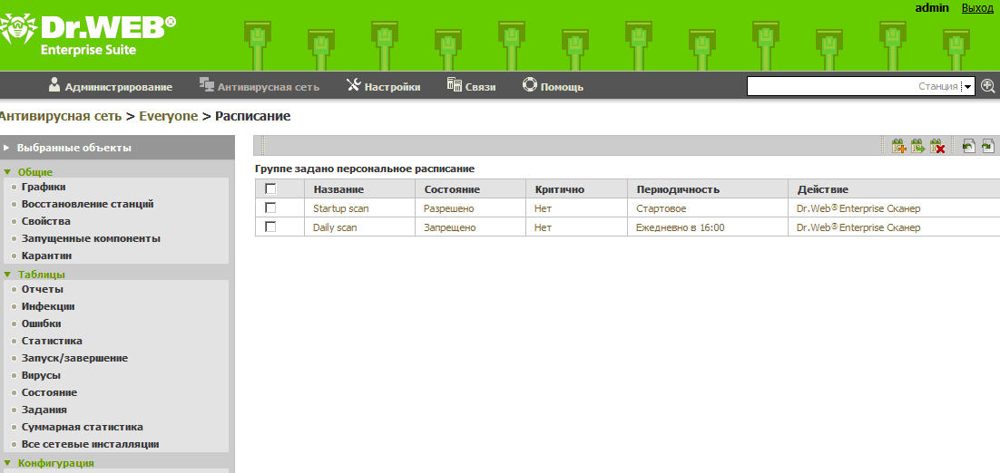 admin Выход
Dr.WEB®
Enterprise Suite
Администрирование Антивирусная сеть Настройки Связи Помощь Станция
Антивирусная сеть > Everyone > Расписание
Выбранные объекты
Общие
Графики
Восстановление станций
Свойства
Запущенные компоненты
Карантин
Таблицы
Отчеты
Инфекции
Ошибки
Статистика
Запуск/завершение
Вирусы
Состояние
Задания
Суммарная статистика
Все сетевые инсталляции
Конфигурация
Группе задано персональное расписание
Название Состояние Критично Периодичность Действие
Startup scan Разрешено Нет Стартовое Dr.Web® Enterprise Сканер
Daily scan Запрещено Нет Ежедневно в 16:00 Dr.Web® Enterprise Сканер